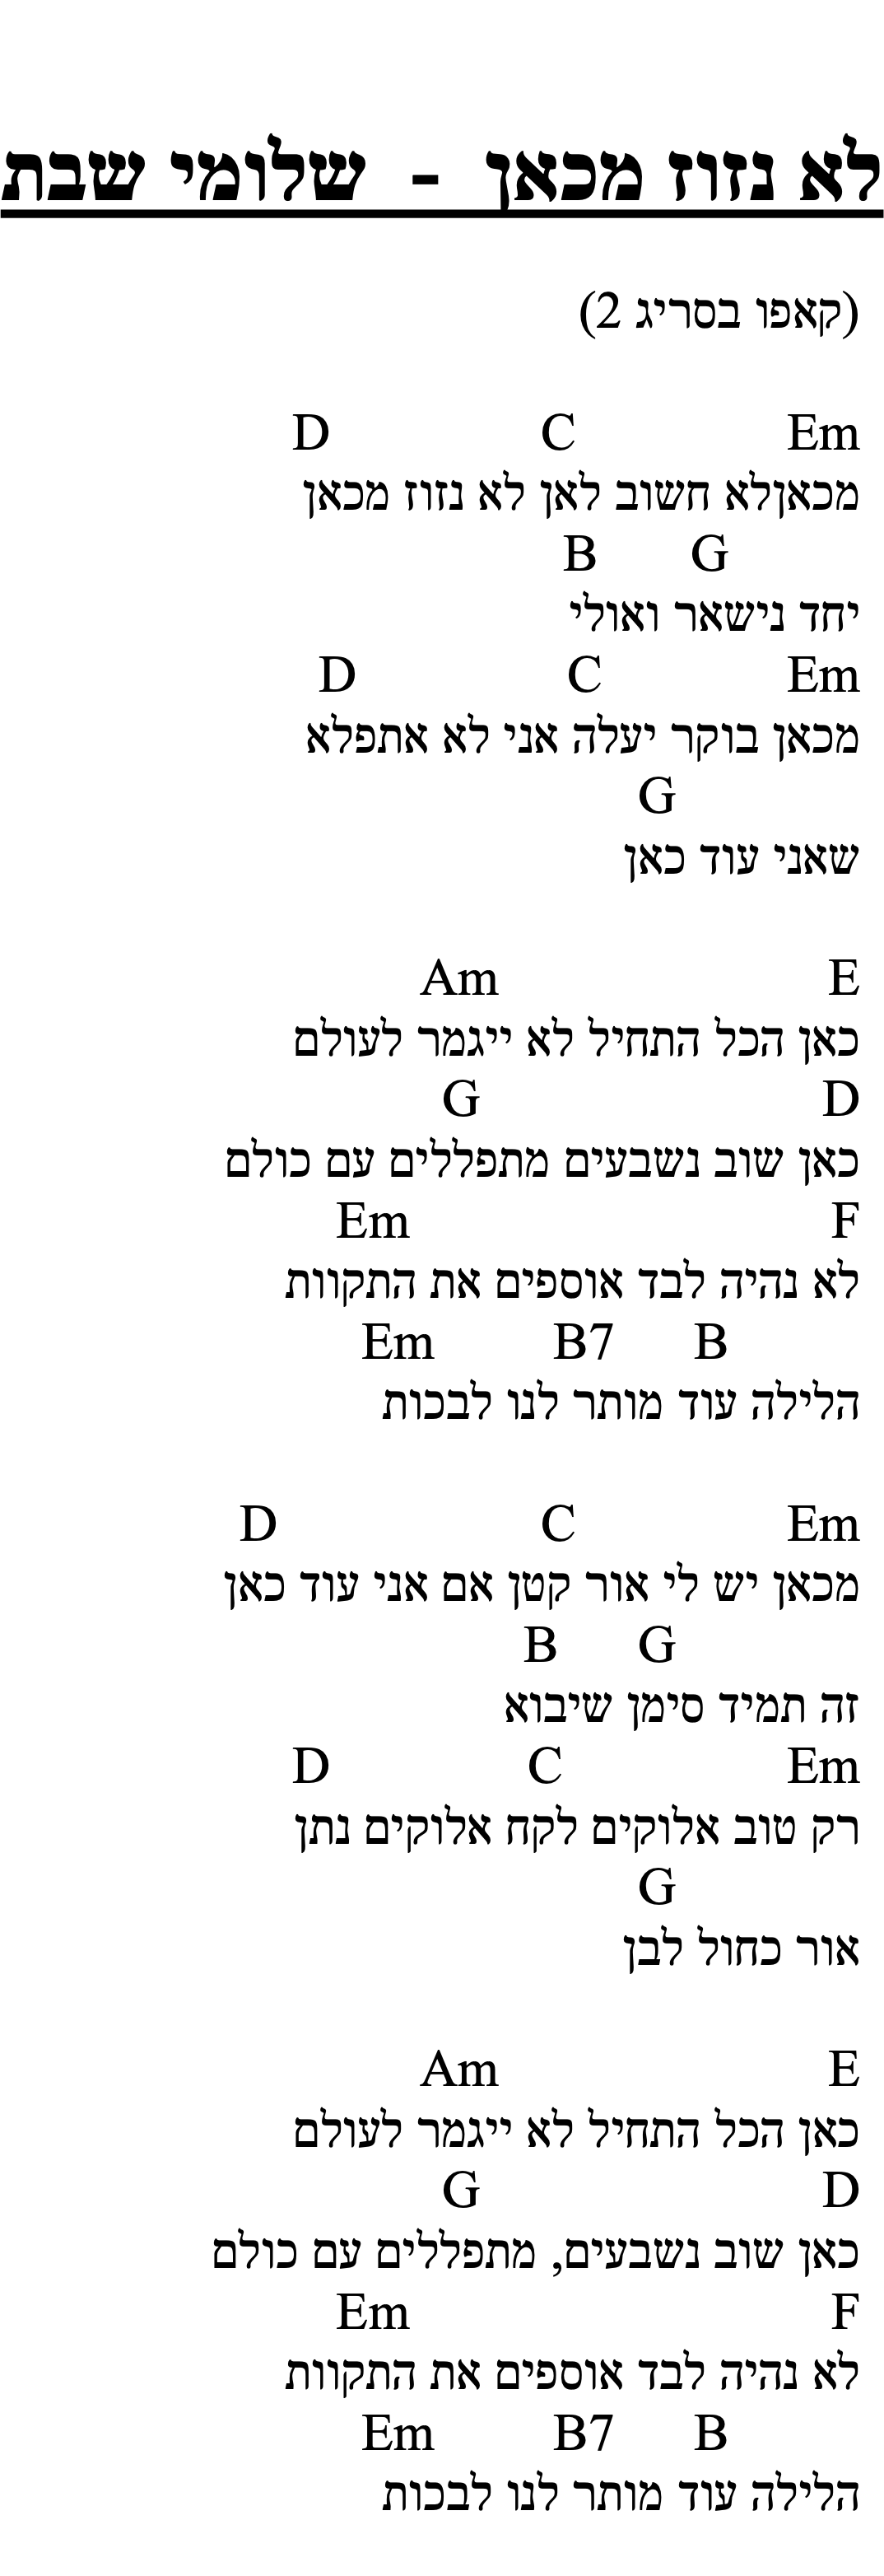 לא נזוז מכאן - שלומי שבת
(קאפו בסריג 2)
Em C D
מכאןלא חשוב לאן לא נזוז מכאן
G B
יחד נישאר ואולי
Em C D
מכאן בוקר יעלה אני לא אתפלא
G
שאני עוד כאן
E Am
כאן הכל התחיל לא ייגמר לעולם
D G
כאן שוב נשבעים מתפללים עם כולם
F Em
לא נהיה לבד אוספים את התקוות
B B7 Em
הלילה עוד מותר לנו לבכות
Em C D
מכאן יש לי אור קטן אם אני עוד כאן
G B
זה תמיד סימן שיבוא
Em C D
רק טוב אלוקים לקח אלוקים נתן
G
אור כחול לבן
E Am
כאן הכל התחיל לא ייגמר לעולם
D G
כאן שוב נשבעים, מתפללים עם כולם
F Em
לא נהיה לבד אוספים את התקוות
B B7 Em
הלילה עוד מותר לנו לבכות